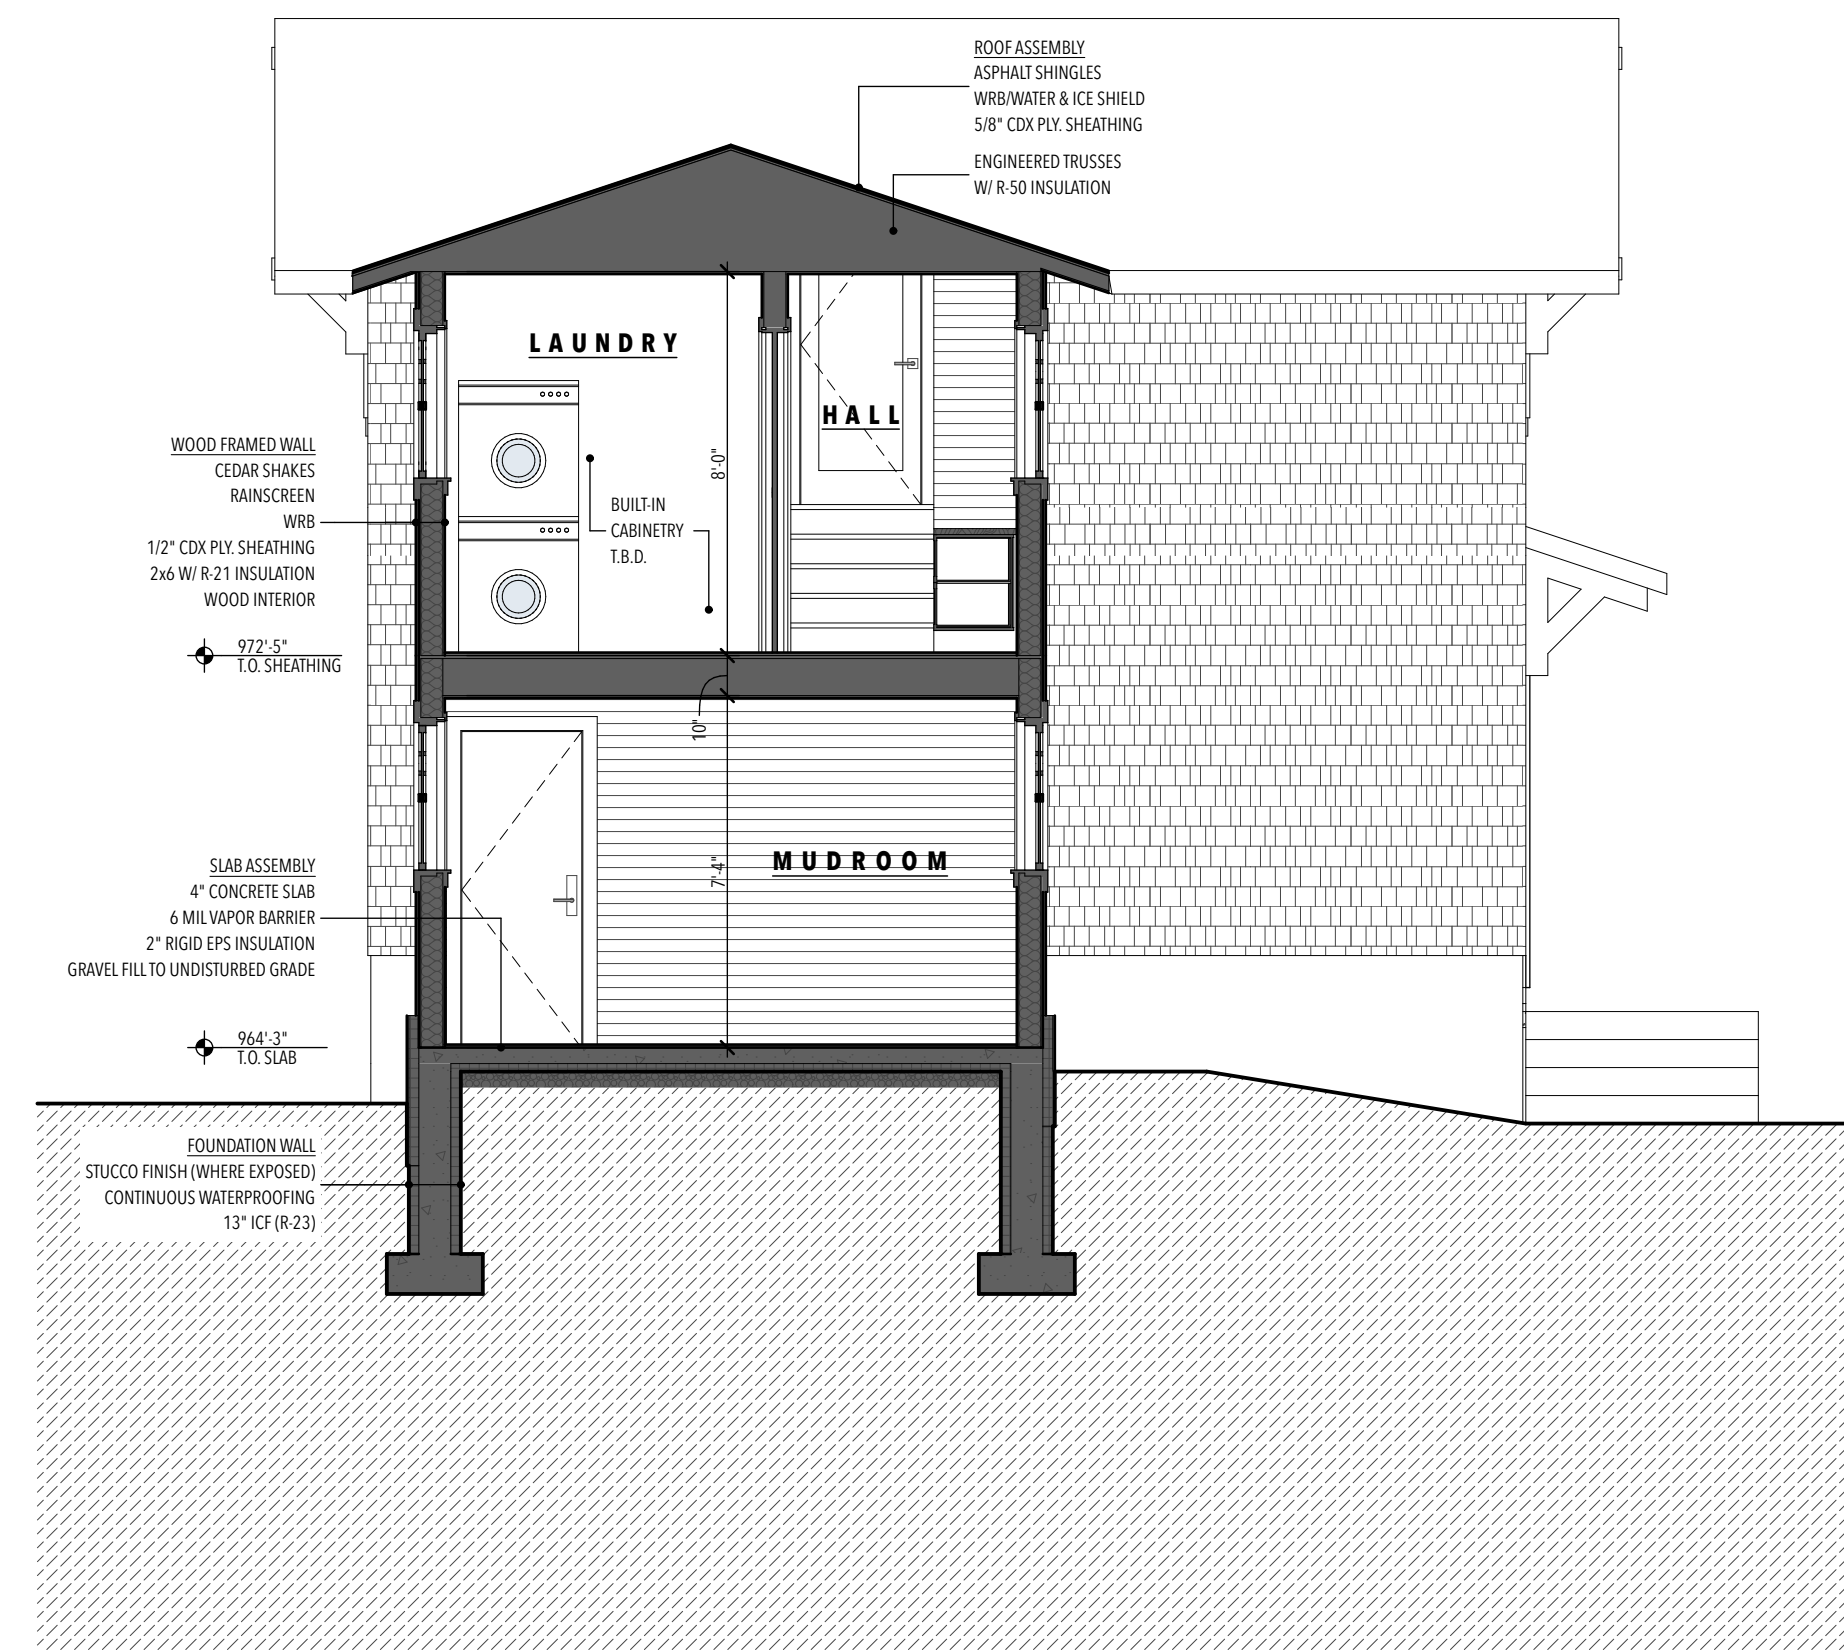 ROOF ASSEMBLY
ASPHALT SHINGLES
WRB/WATER & ICE SHIELD
5/8" CDX PLY. SHEATHING
ENGINEERED TRUSSES
W/ R-50 INSULATION
LAUNDRY
HALL
8'-0"
BUILT-IN
CABINETRY
T.B.D.
WOOD FRAMED WALL
CEDAR SHAKES
RAINSCREEN
WRB
1/2" CDX PLY. SHEATHING
2x6 W/ R-21 INSULATION
WOOD INTERIOR
972'-5"
T.O. SHEATHING
10"
7'-4"
MUDROOM
SLAB ASSEMBLY
4" CONCRETE SLAB
6 MIL VAPOR BARRIER
2" RIGID EPS INSULATION
GRAVEL FILL TO UNDISTURBED GRADE
964'-3"
T.O. SLAB
FOUNDATION WALL
STUCCO FINISH (WHERE EXPOSED)
CONTINUOUS WATERPROOFING
13" ICF (R-23)